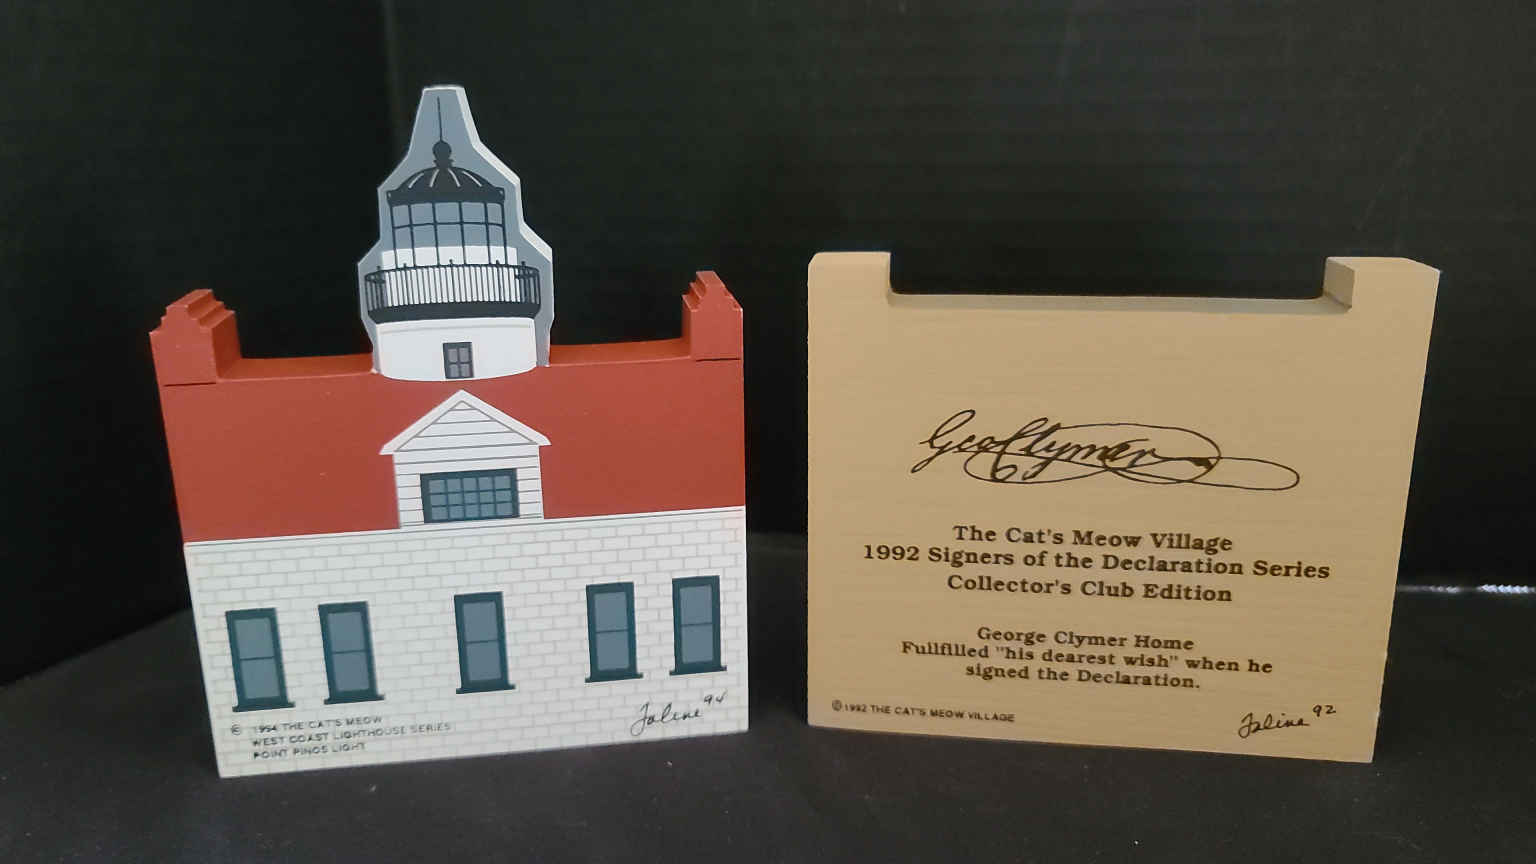 © 1994 THE CAT'S MEOW
WEST COAST LIGHTHOUSE SERIES
POINT PINOS LIGHT
Faline 94
Geo Clymer
The Cat's Meow Village
1992 Signers of the Declaration Series
Collector's Club Edition
George Clymer Home
Fullfilled "his dearest wish" when he
signed the Declaration.
© 1992 THE CAT'S MEOW VILLAGE
Faline 92